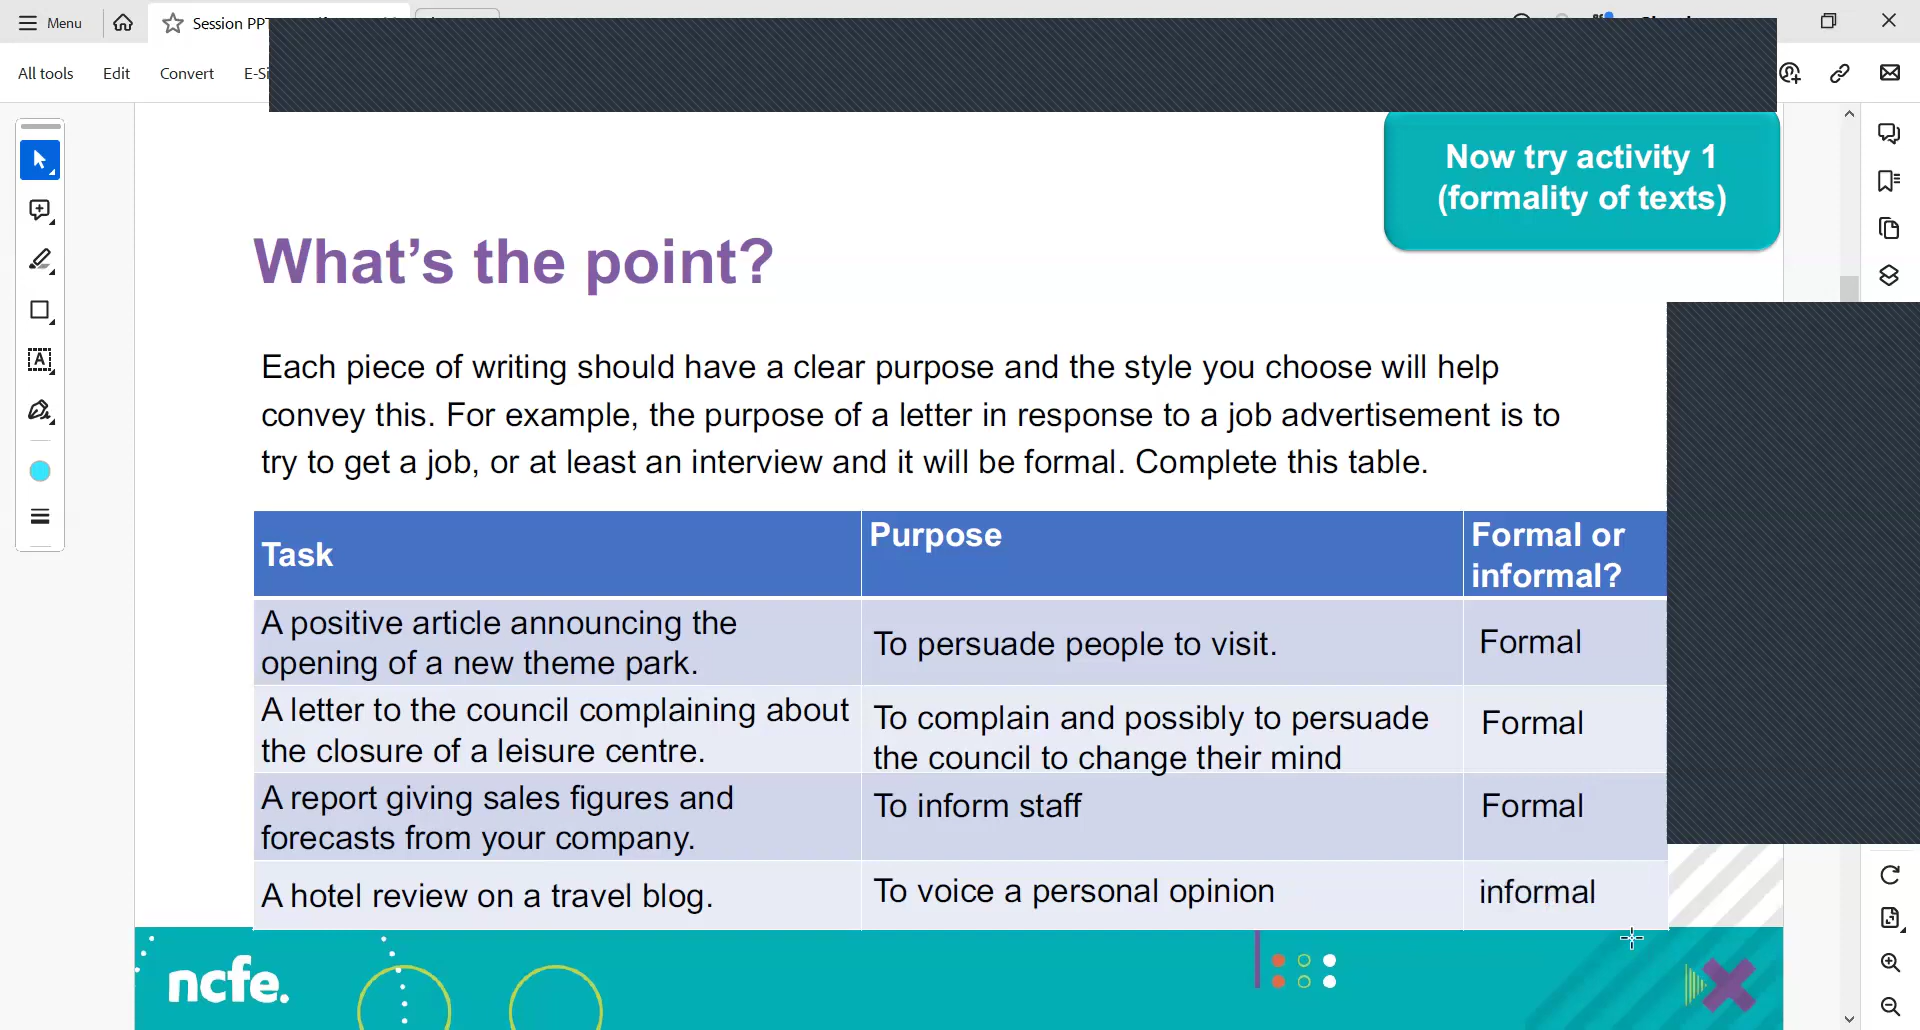 Menu
Session PPT
All tools Edit Convert E-Si
Now try activity 1
(formality of texts)
What’s the point?
Each piece of writing should have a clear purpose and the style you choose will help
convey this. For example, the purpose of a letter in response to a job advertisement is to
try to get a job, or at least an interview and it will be formal. Complete this table.
Task
Purpose
Formal or
informal?
A positive article announcing the
opening of a new theme park.
To persuade people to visit.
Formal
A letter to the council complaining about
the closure of a leisure centre.
To complain and possibly to persuade
the council to change their mind
Formal
A report giving sales figures and
forecasts from your company.
To inform staff
Formal
A hotel review on a travel blog.
To voice a personal opinion
informal
ncfe.